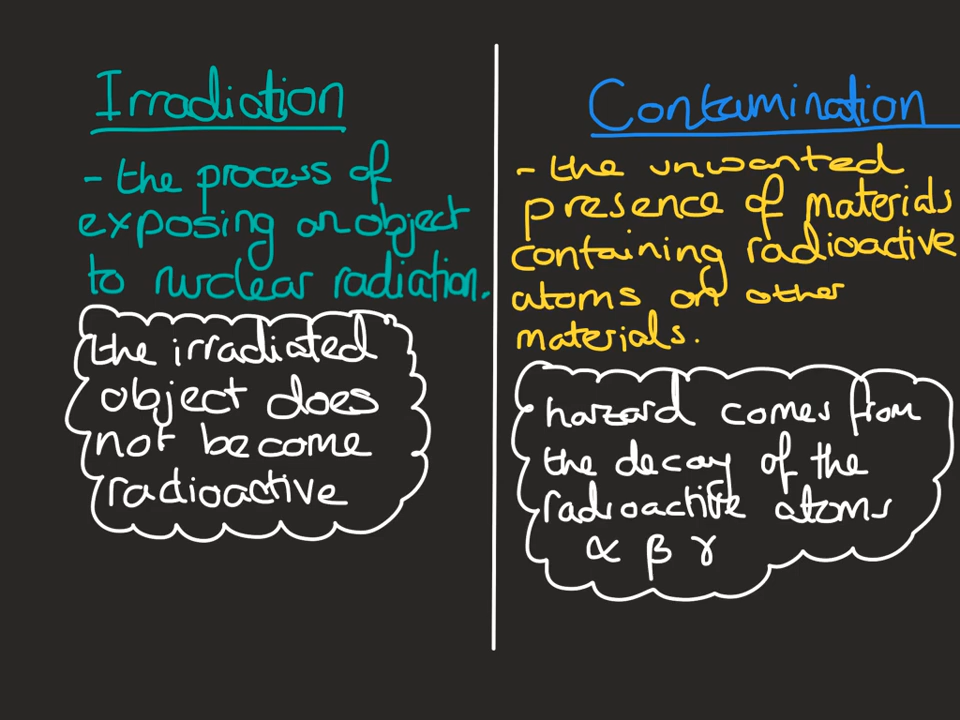 Irradiation
- the process of
exposing an object
to nuclear radiation.
the irradiated
object does
not become
radioactive
Contamination
- the unwanted
presence of materials
containing radioactive
atoms on other
materials.
hazard comes from
the decay of the
radioactive atoms
α β γ